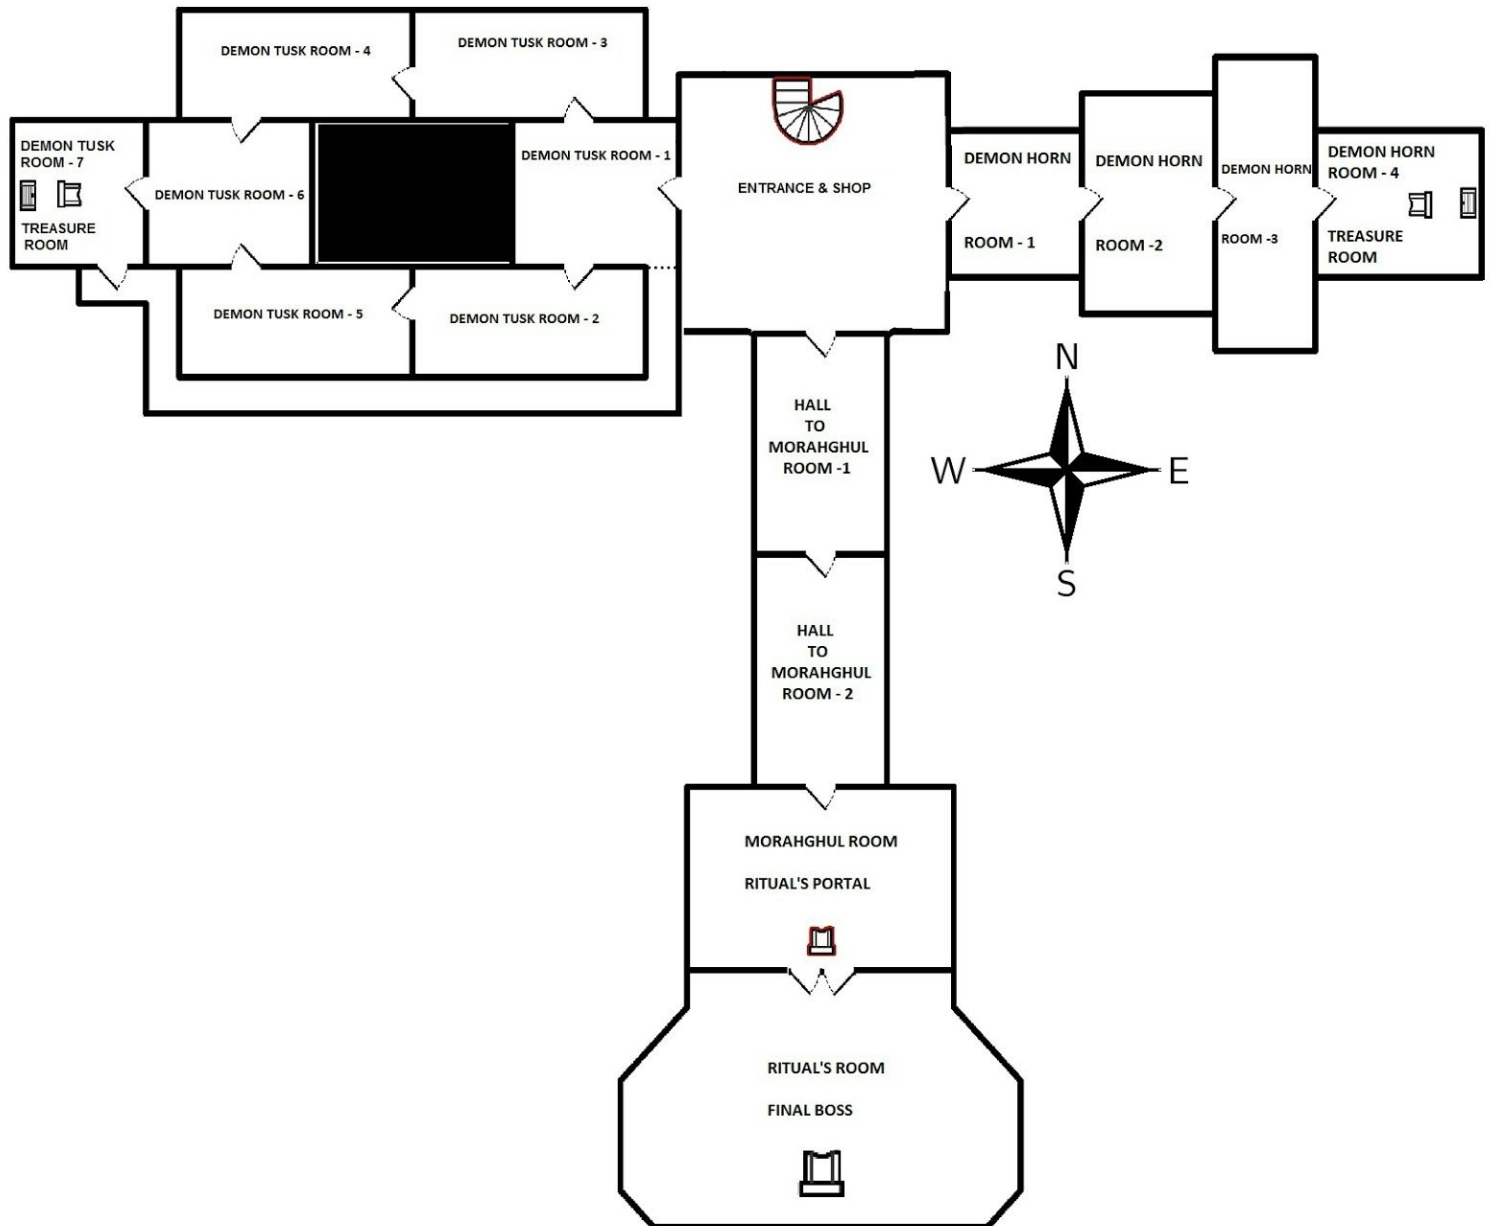 DEMON TUSK ROOM - 4
DEMON TUSK ROOM - 3
DEMON TUSK
ROOM - 7
TREASURE
ROOM
DEMON TUSK ROOM - 6
DEMON TUSK ROOM - 1
DEMON TUSK ROOM - 5
DEMON TUSK ROOM - 2
ENTRANCE & SHOP
DEMON HORN
ROOM - 1
DEMON HORN
ROOM -2
DEMON HORN
ROOM -3
DEMON HORN
ROOM - 4
TREASURE
ROOM
HALL
TO
MORAHGHUL
ROOM -1
N
W
E
S
HALL
TO
MORAHGHUL
ROOM - 2
MORAHGHUL ROOM
RITUAL'S PORTAL
RITUAL'S ROOM
FINAL BOSS